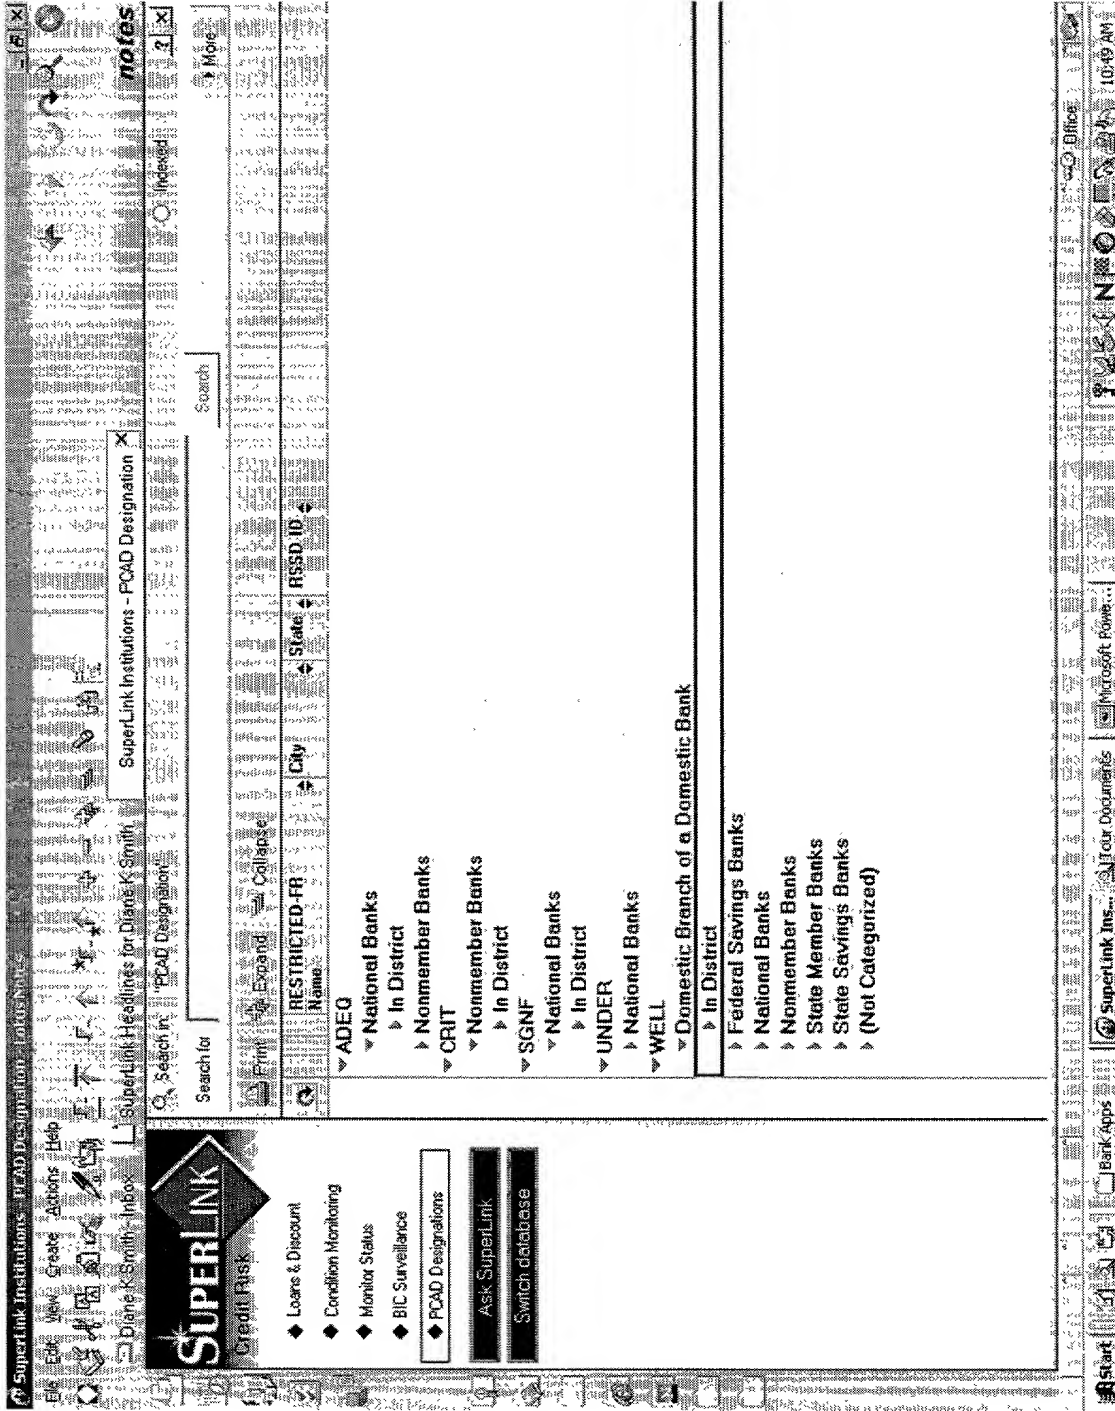 SuperLink Institutions - PCAD Designation - Lotus Notes
File Edit View Create Actions Help
notes
Diane K Smith - Inbox
SuperLink Headlines for Diane K Smith
SuperLink Institutions - PCAD Designation
Search in "PCAD Designation"
Indexed
Search for
Search
More
Print
Expand
Collapse
SUPERLINK
Credit Risk
Loans & Discount
Condition Monitoring
Monitor Status
BIC Surveillance
PCAD Designations
Ask SuperLink
Switch database
RESTRICTED-FR
Name City State RSSD ID
ADEQ
National Banks
In District
Nonmember Banks
CRIT
Nonmember Banks
In District
SGNF
National Banks
In District
UNDER
National Banks
WELL
Domestic Branch of a Domestic Bank
In District
Federal Savings Banks
National Banks
Nonmember Banks
State Member Banks
State Savings Banks
(Not Categorized)
Office
Start
Bank Apps
SuperLink Ins...
Tour Documents
Microsoft Powe...
10:49 AM